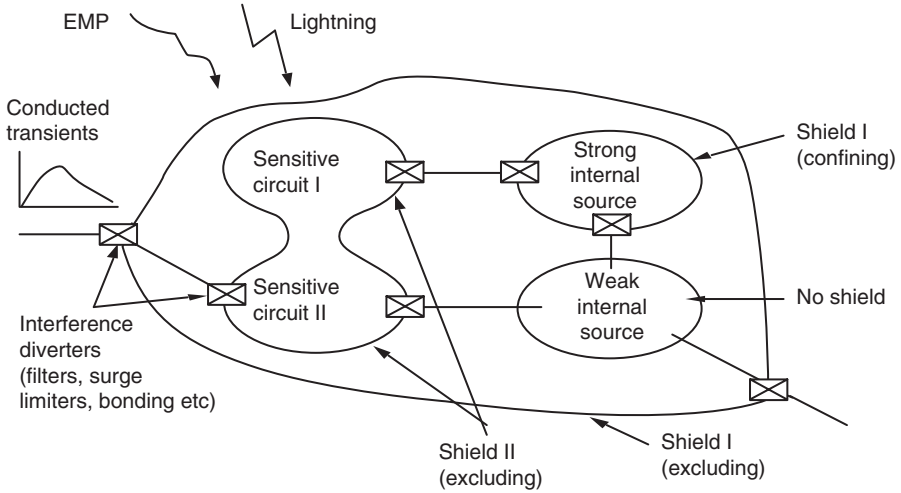 EMP
Lightning
Conducted
transients
Shield I
(confining)
Strong
internal
source
Sensitive
circuit I
Weak
internal
source
No shield
Sensitive
circuit II
Interference
diverters
(filters, surge
limiters, bonding etc)
Shield II
(excluding)
Shield I
(excluding)